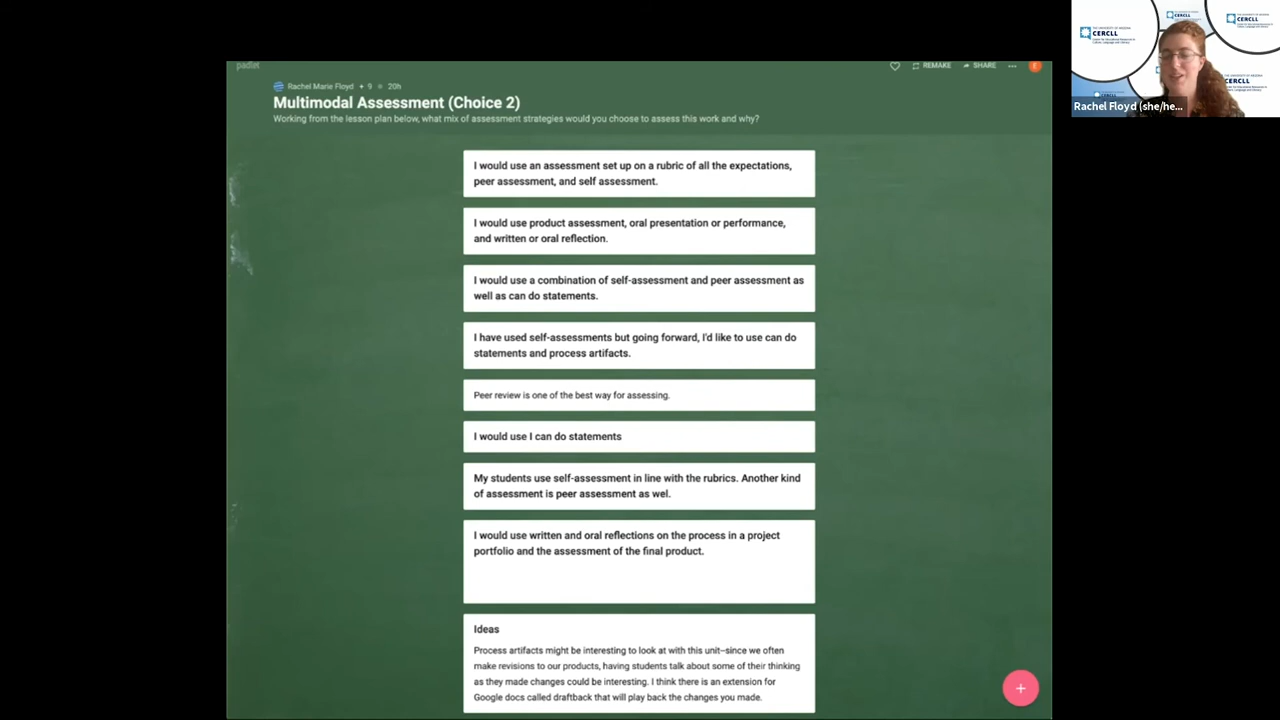 padlet
REMAKE SHARE
Rachel Marie Floyd + 9 20h
Multimodal Assessment (Choice 2)
Working from the lesson plan below, what mix of assessment strategies would you choose to assess this work and why?
I would use an assessment set up on a rubric of all the expectations,
peer assessment, and self assessment.
I would use product assessment, oral presentation or performance,
and written or oral reflection.
I would use a combination of self-assessment and peer assessment as
well as can do statements.
I have used self-assessments but going forward, I'd like to use can do
statements and process artifacts.
Peer review is one of the best way for assessing.
I would use I can do statements
My students use self-assessment in line with the rubrics. Another kind
of assessment is peer assessment as wel.
I would use written and oral reflections on the process in a project
portfolio and the assessment of the final product.
Ideas
Process artifacts might be interesting to look at with this unit--since we often
make revisions to our products, having students talk about some of their thinking
as they made changes could be interesting. I think there is an extension for
Google docs called draftback that will play back the changes you made.
CERCLL
CERCLL
CERCLL
CERCLL
Rachel Floyd (she/he...